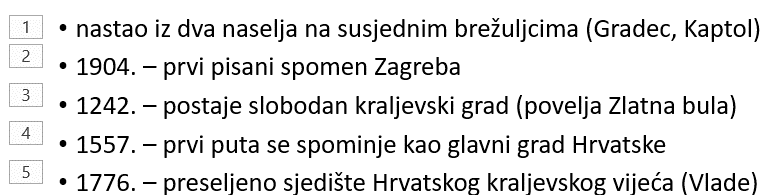 1 • nastao iz dva naselja na susjednim brežuljcima (Gradec, Kaptol)
2 • 1904. – prvi pisani spomen Zagreba
3 • 1242. – postaje slobodan kraljevski grad (povelja Zlatna bula)
4 • 1557. – prvi puta se spominje kao glavni grad Hrvatske
5 • 1776. – preseljeno sjedište Hrvatskog kraljevskog vijeća (Vlade)